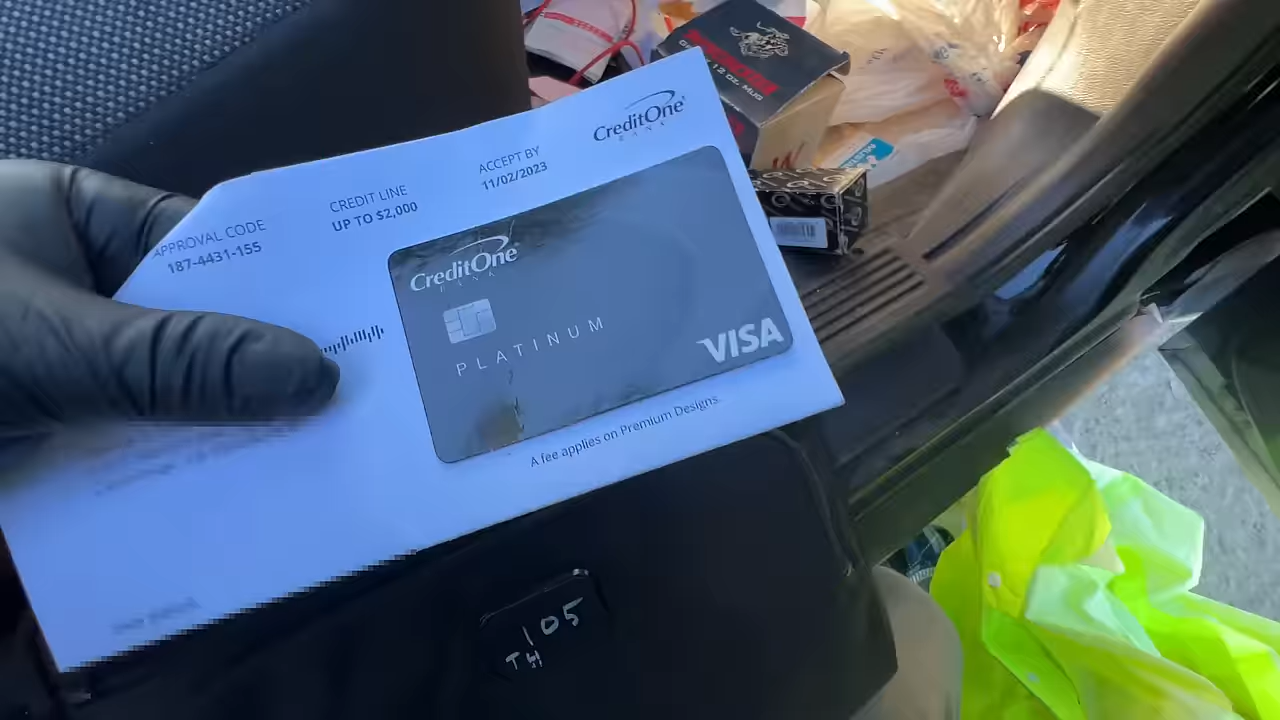 CreditOne
BANK
ACCEPT BY
11/02/2023
CREDIT LINE
UP TO $2,000
APPROVAL CODE
187-4431-155
CreditOne
BANK
PLATINUM
VISA
A fee applies on Premium Designs.
12 OZ. MUG
105
TH